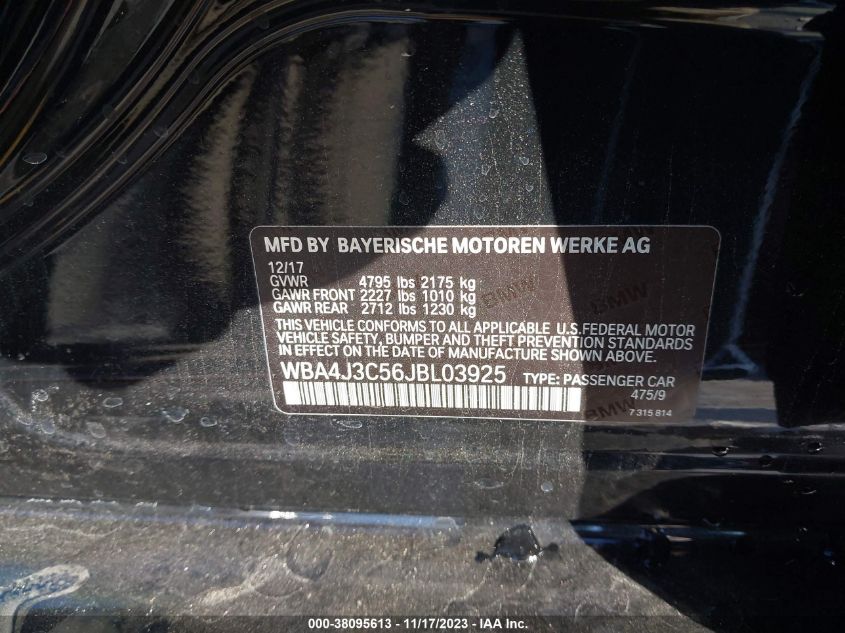 MFD BY BAYERISCHE MOTOREN WERKE AG
12/17
GVWR 4795 lbs 2175 kg
GAWR FRONT 2227 lbs 1010 kg
GAWR REAR 2712 lbs 1230 kg
THIS VEHICLE CONFORMS TO ALL APPLICABLE U.S.FEDERAL MOTOR
VEHICLE SAFETY, BUMPER AND THEFT PREVENTION STANDARDS
IN EFFECT ON THE DATE OF MANUFACTURE SHOWN ABOVE.
WBA4J3C56JBL03925 TYPE: PASSENGER CAR
475/9
7 315 814
BMW
BMW
BMW
000-38095613 - 11/17/2023 - IAA Inc.